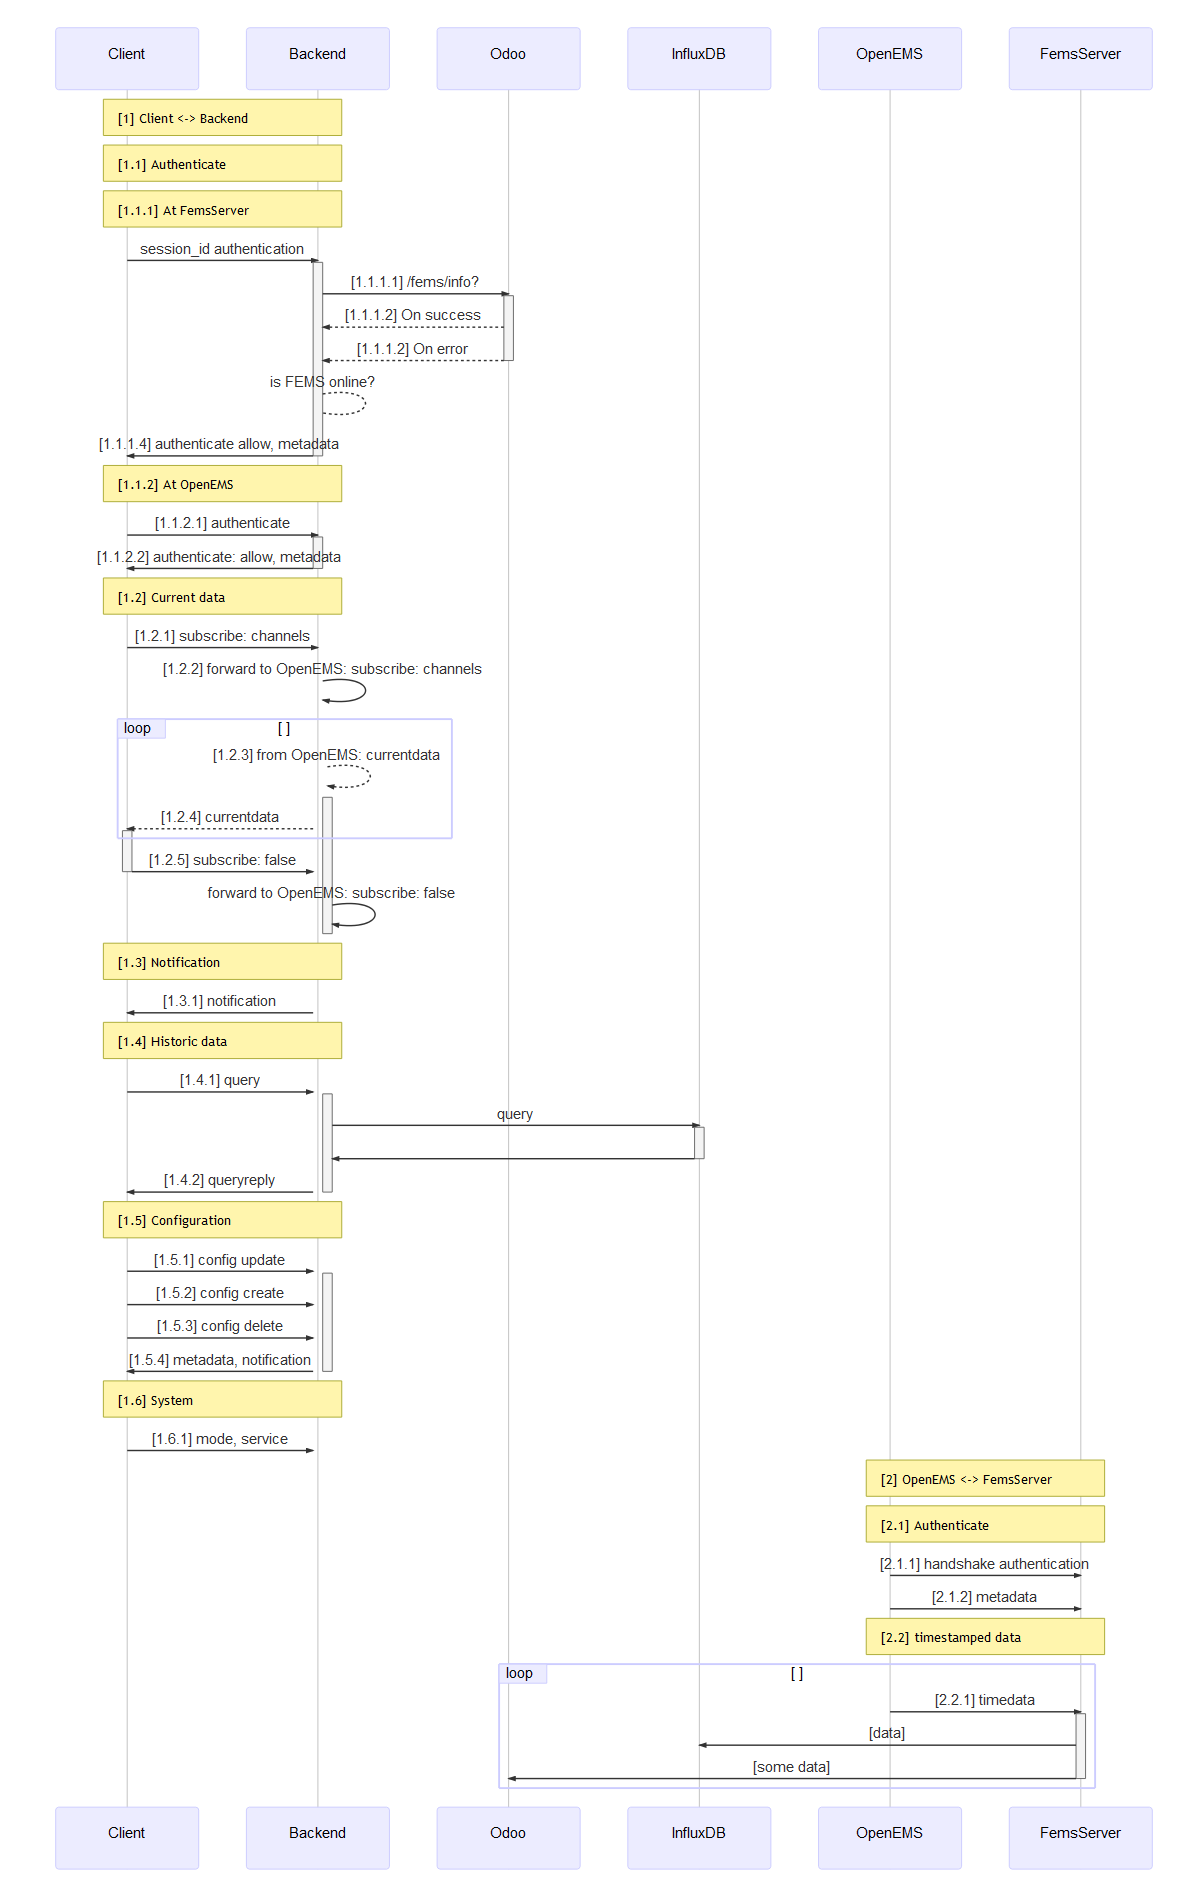 Client
Backend
Odoo
InfluxDB
OpenEMS
FemsServer
[1] Client <-> Backend
[1.1] Authenticate
[1.1.1] At FemsServer
session_id authentication
[1.1.1.1] /fems/info?
[1.1.1.2] On success
[1.1.1.2] On error
is FEMS online?
[1.1.1.4] authenticate allow, metadata
[1.1.2] At OpenEMS
[1.1.2.1] authenticate
[1.1.2.2] authenticate: allow, metadata
[1.2] Current data
[1.2.1] subscribe: channels
[1.2.2] forward to OpenEMS: subscribe: channels
loop
[ ]
[1.2.3] from OpenEMS: currentdata
[1.2.4] currentdata
[1.2.5] subscribe: false
forward to OpenEMS: subscribe: false
[1.3] Notification
[1.3.1] notification
[1.4] Historic data
[1.4.1] query
query
[1.4.2] queryreply
[1.5] Configuration
[1.5.1] config update
[1.5.2] config create
[1.5.3] config delete
[1.5.4] metadata, notification
[1.6] System
[1.6.1] mode, service
[2] OpenEMS <-> FemsServer
[2.1] Authenticate
[2.1.1] handshake authentication
[2.1.2] metadata
[2.2] timestamped data
loop
[ ]
[2.2.1] timedata
[data]
[some data]
Client
Backend
Odoo
InfluxDB
OpenEMS
FemsServer